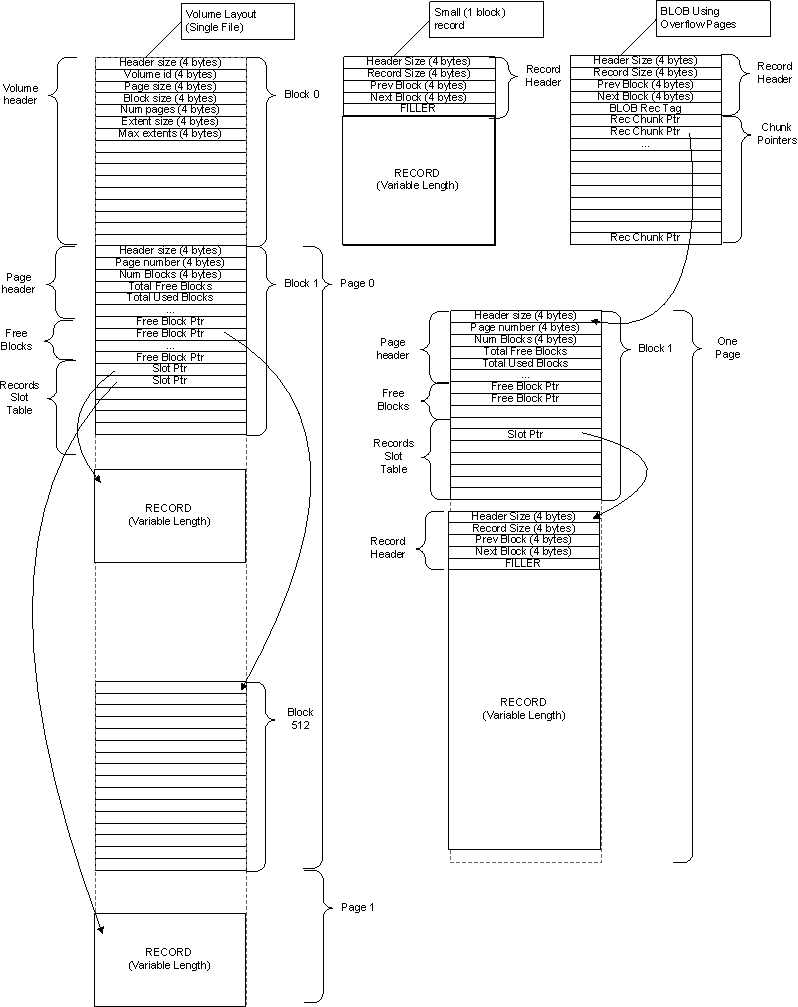 Volume Layout
(Single File)
Volume
header
Header size (4 bytes)
Volume id (4 bytes)
Page size (4 bytes)
Block size (4 bytes)
Num pages (4 bytes)
Extent size (4 bytes)
Max extents (4 bytes)
Block 0
Page
header
Header size (4 bytes)
Page number (4 bytes)
Num Blocks (4 bytes)
Total Free Blocks
Total Used Blocks
...
Block 1
Page 0
Free
Blocks
Free Block Ptr
Free Block Ptr
...
Free Block Ptr
Records
Slot
Table
Slot Ptr
Slot Ptr
RECORD
(Variable Length)
Block
512
Page 1
RECORD
(Variable Length)
Small (1 block)
record
Header Size (4 bytes)
Record Size (4 bytes)
Prev Block (4 bytes)
Next Block (4 bytes)
FILLER
Record
Header
RECORD
(Variable Length)
BLOB Using
Overflow Pages
Header Size (4 bytes)
Record Size (4 bytes)
Prev Block (4 bytes)
Next Block (4 bytes)
BLOB Rec Tag
Record
Header
Rec Chunk Ptr
Rec Chunk Ptr
...
Rec Chunk Ptr
Chunk
Pointers
Page
header
Header size (4 bytes)
Page number (4 bytes)
Num Blocks (4 bytes)
Total Free Blocks
Total Used Blocks
...
Block 1
One
Page
Free
Blocks
Free Block Ptr
Free Block Ptr
Records
Slot
Table
Slot Ptr
Record
Header
Header Size (4 bytes)
Record Size (4 bytes)
Prev Block (4 bytes)
Next Block (4 bytes)
FILLER
RECORD
(Variable Length)